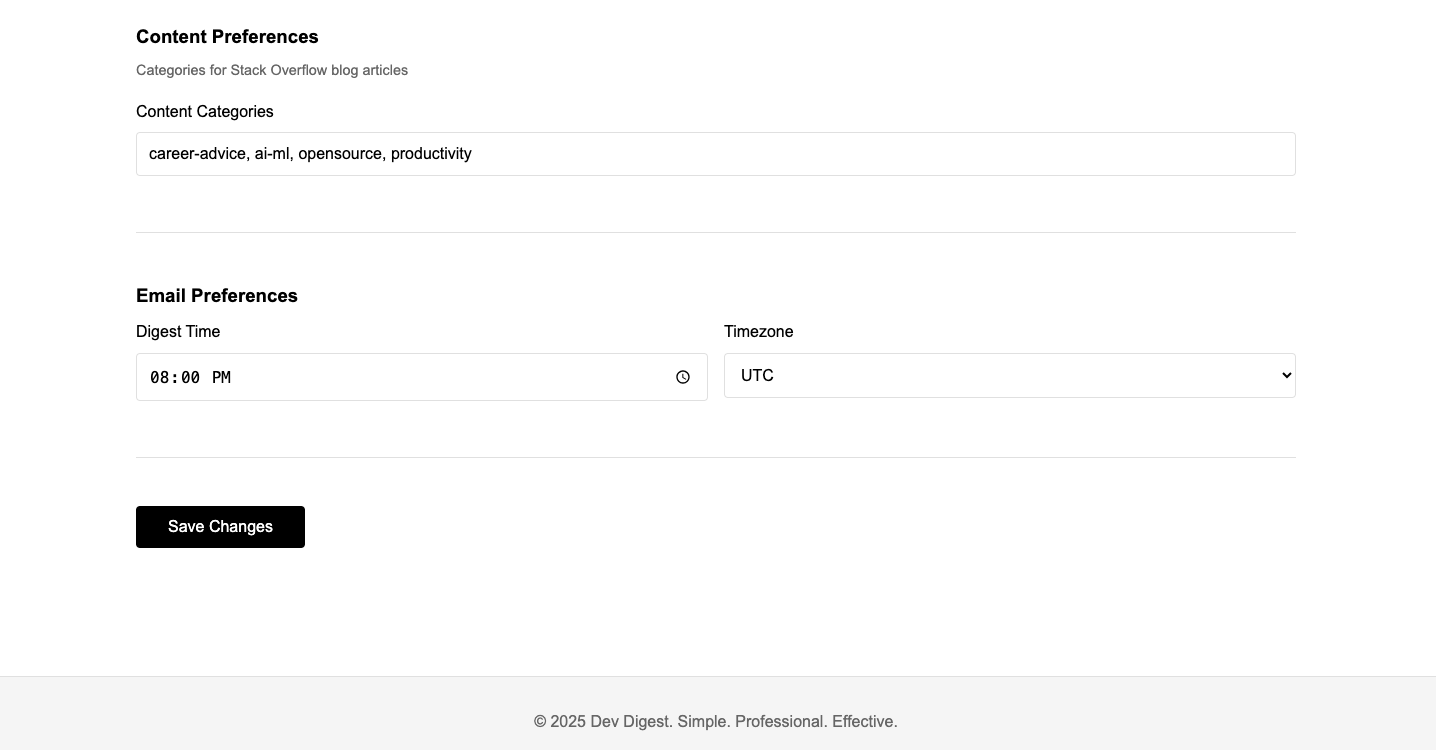 Content Preferences
Categories for Stack Overflow blog articles
Content Categories
career-advice, ai-ml, opensource, productivity
Email Preferences
Digest Time
Timezone
08:00 PM
UTC
Save Changes
© 2025 Dev Digest. Simple. Professional. Effective.